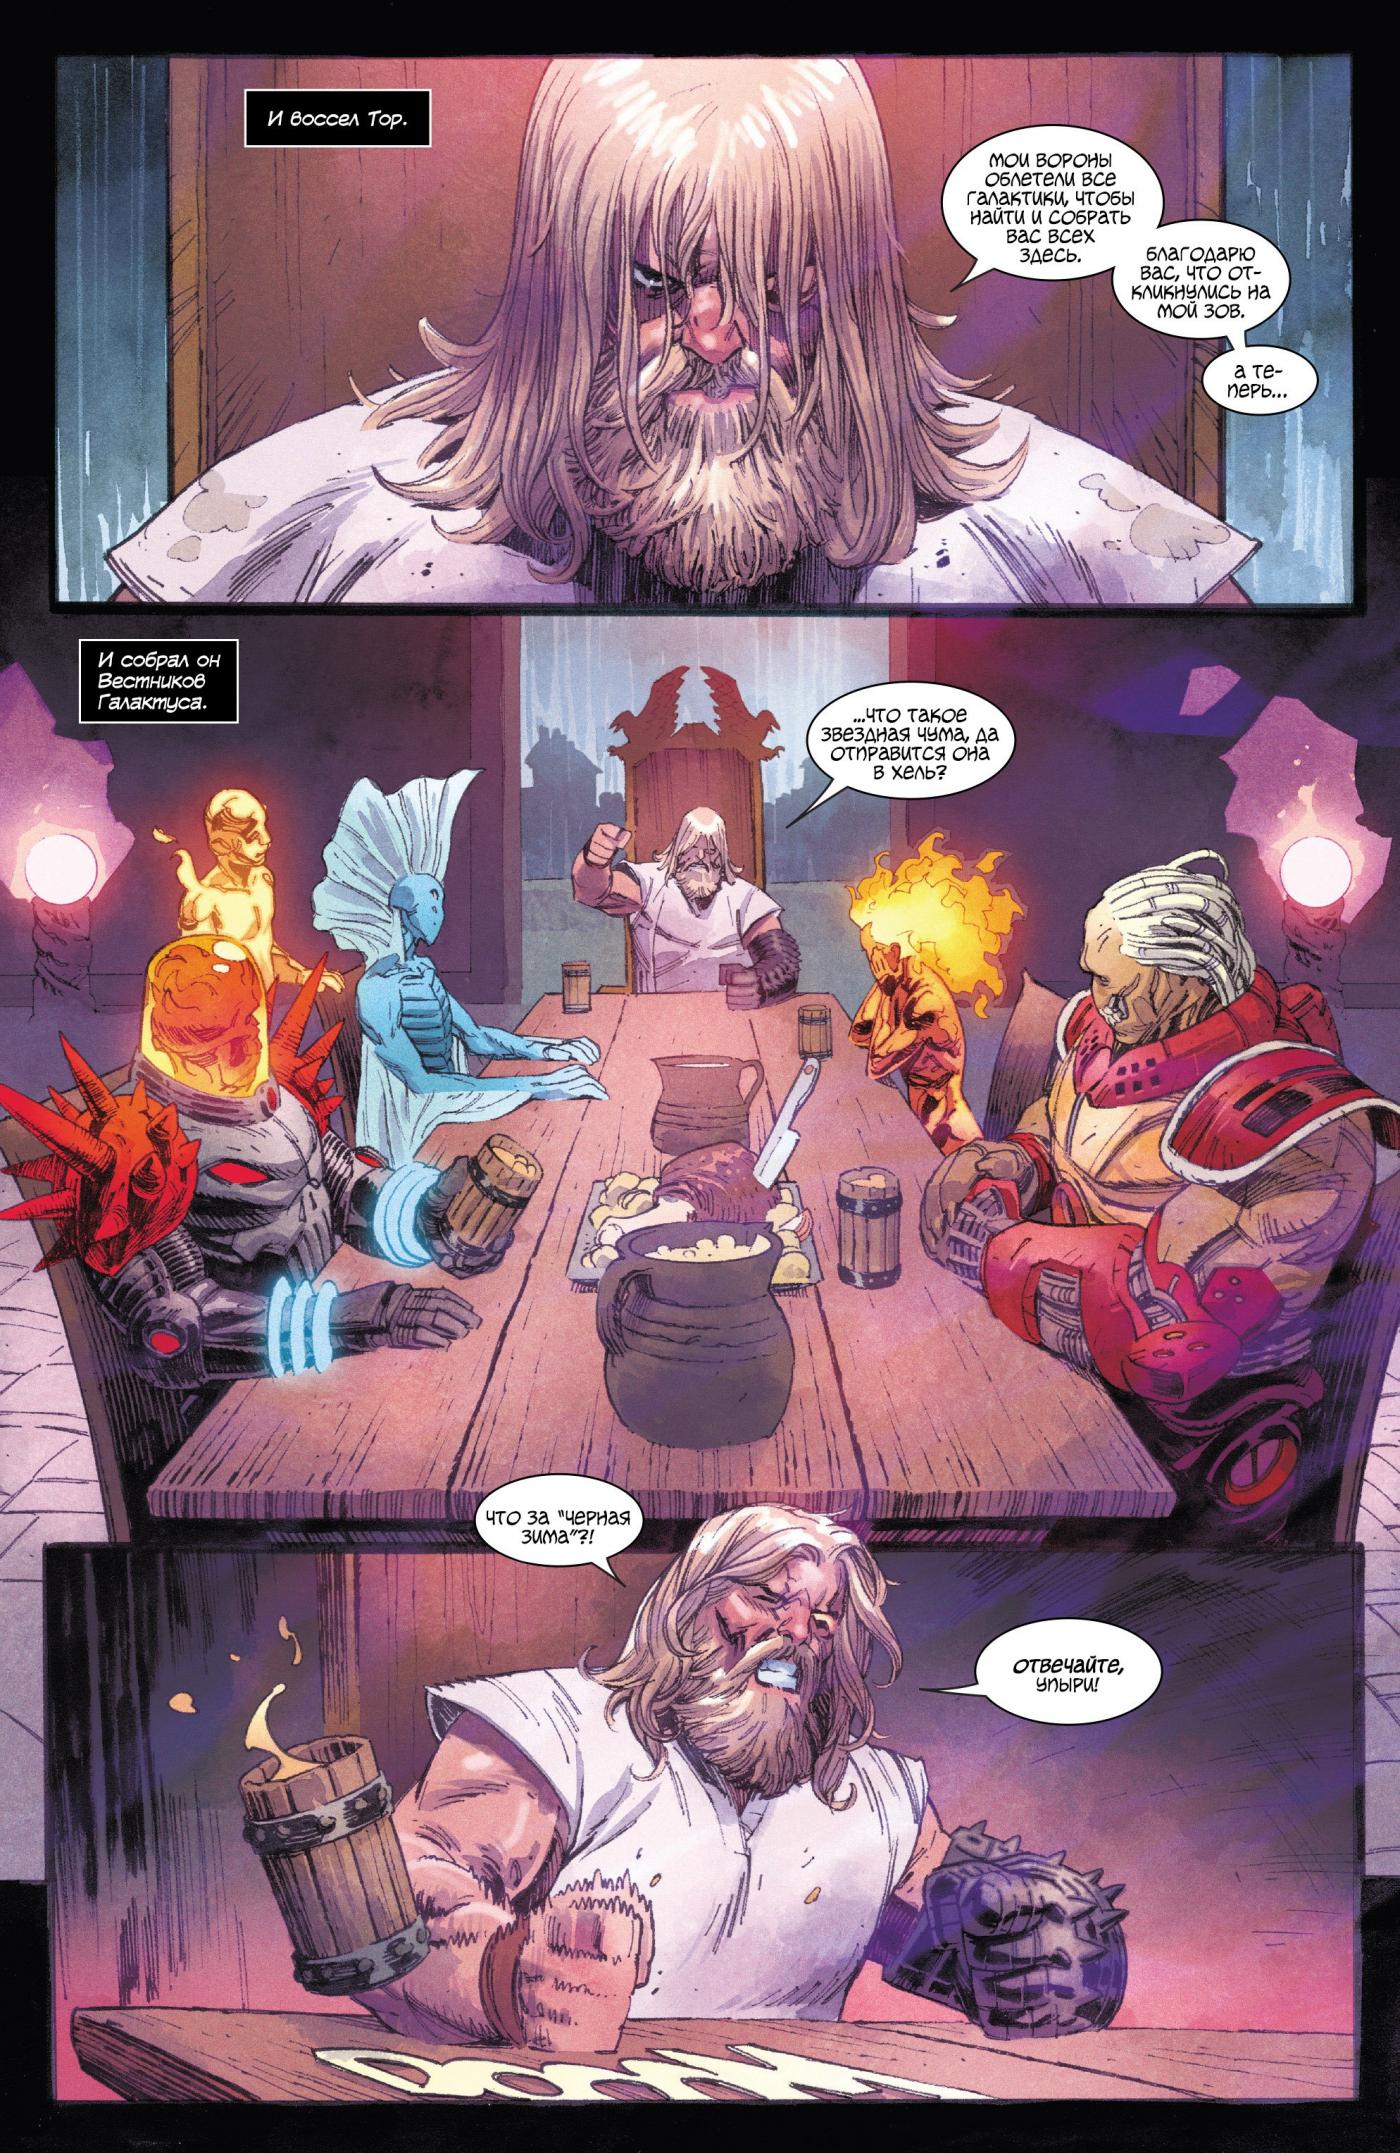 И воссел Тор.
МОИ ВОРОНЫ
ОБЛЕТЕЛИ ВСЕ
ГАЛАКТИКИ, ЧТОБЫ
НАЙТИ И СОБРАТЬ
ВАС ВСЕХ
ЗДЕСЬ.
БЛАГОДАРЮ
ВАС, ЧТО ОТ-
КЛИКНУЛИСЬ НА
МОЙ ЗОВ.
А ТЕ-
ПЕРЬ...
И собрал он
Вестников
Галактуса.
...ЧТО ТАКОЕ
ЗВЕЗДНАЯ ЧУМА, ДА
ОТПРАВИТСЯ ОНА
В ХЕЛЬ?
ЧТО ЗА "ЧЕРНАЯ
ЗИМА"?!
ОТВЕЧАЙТЕ,
УПЫРИ!
DOOOM